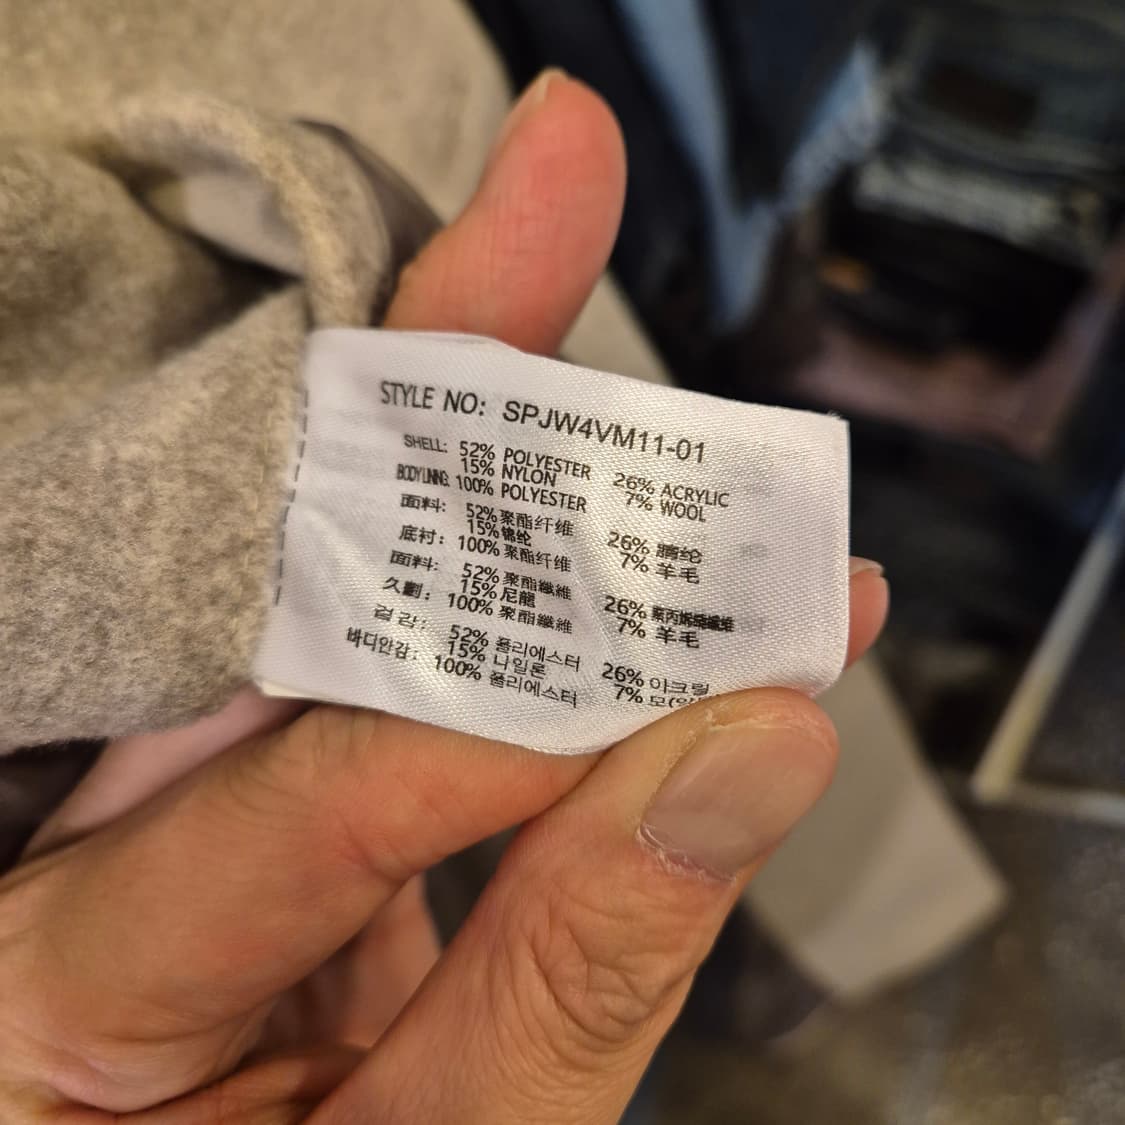 STYLE NO: SPJW4VM11-01
SHELL: 52% POLYESTER 26% ACRYLIC
15% NYLON 7% WOOL
BODY LINING: 100% POLYESTER
面料: 52% 聚酯纤维 26% 腈纶
15% 锦纶 7% 羊毛
底衬: 100% 聚酯纤维
面料: 52% 聚酯纖維 26% 聚丙烯腈纖維
15% 尼龍 7% 羊毛
100% 聚酯纖維
겉감: 52% 폴리에스터 26% 아크릴
15% 나일론 7% 모
바디안감: 100% 폴리에스터